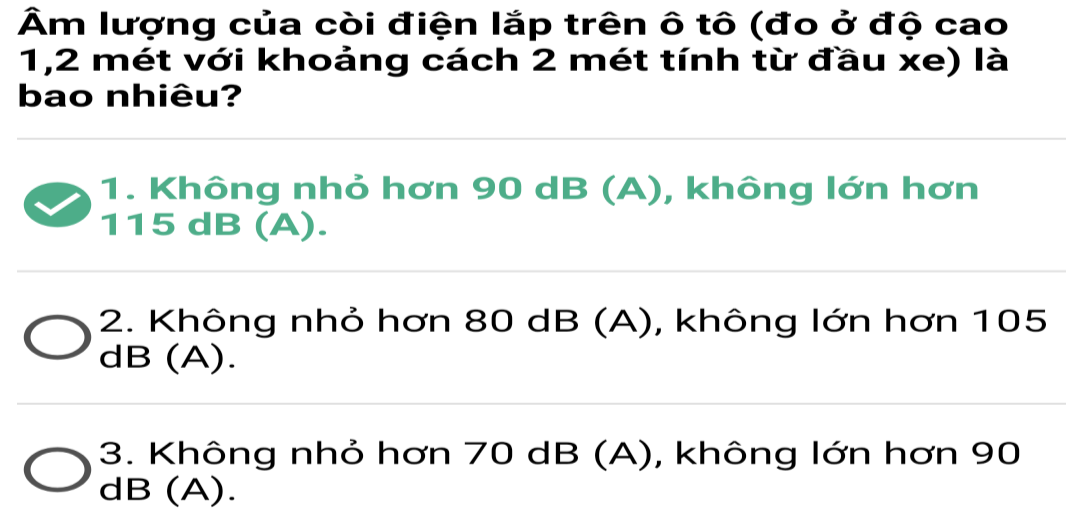 Âm lượng của còi điện lắp trên ô tô (đo ở độ cao
1,2 mét với khoảng cách 2 mét tính từ đầu xe) là
bao nhiêu?
1. Không nhỏ hơn 90 dB (A), không lớn hơn
115 dB (A).
2. Không nhỏ hơn 80 dB (A), không lớn hơn 105
dB (A).
3. Không nhỏ hơn 70 dB (A), không lớn hơn 90
dB (A).